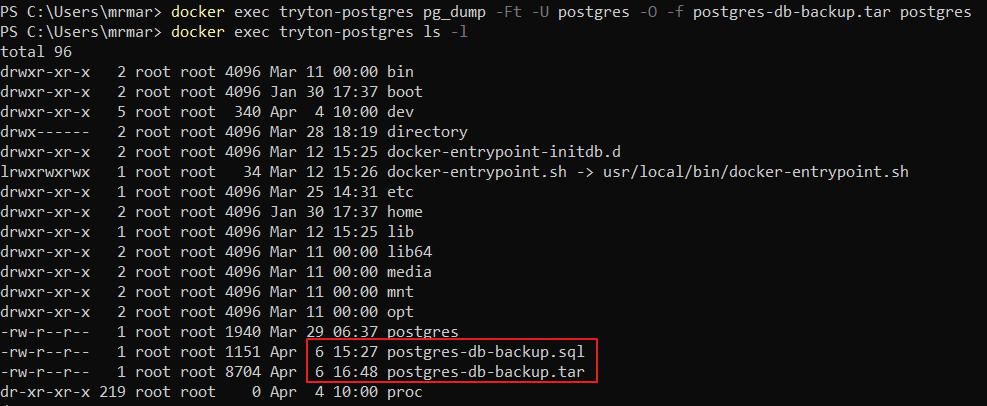 PS C:\Users\mrmar> docker exec tryton-postgres pg_dump -Ft -U postgres -O -f postgres-db-backup.tar postgres
PS C:\Users\mrmar> docker exec tryton-postgres ls -l
total 96
drwxr-xr-x   2 root root 4096 Mar 11 00:00 bin
drwxr-xr-x   2 root root 4096 Jan 30 17:37 boot
drwxr-xr-x   5 root root  340 Apr  4 10:00 dev
drwx------   2 root root 4096 Mar 28 18:19 directory
drwxr-xr-x   2 root root 4096 Mar 12 15:25 docker-entrypoint-initdb.d
lrwxrwxrwx   1 root root   34 Mar 12 15:26 docker-entrypoint.sh -> usr/local/bin/docker-entrypoint.sh
drwxr-xr-x   1 root root 4096 Mar 25 14:31 etc
drwxr-xr-x   2 root root 4096 Jan 30 17:37 home
drwxr-xr-x   1 root root 4096 Mar 12 15:25 lib
drwxr-xr-x   2 root root 4096 Mar 11 00:00 lib64
drwxr-xr-x   2 root root 4096 Mar 11 00:00 media
drwxr-xr-x   2 root root 4096 Mar 11 00:00 mnt
drwxr-xr-x   2 root root 4096 Mar 11 00:00 opt
-rw-r--r--   1 root root 1940 Mar 29 06:37 postgres
-rw-r--r--   1 root root 1151 Apr  6 15:27 postgres-db-backup.sql
-rw-r--r--   1 root root 8704 Apr  6 16:48 postgres-db-backup.tar
dr-xr-xr-x 219 root root    0 Apr  4 10:00 proc